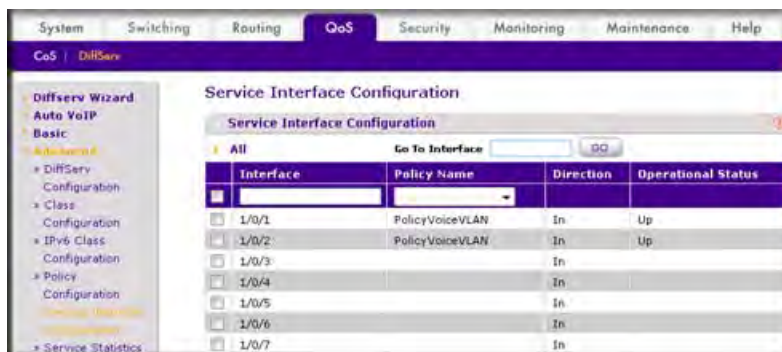 System Switching Routing QoS Security Monitoring Maintenance Help
CoS | DiffServ
Diffserv Wizard
Auto VoIP
Basic
Advanced
» DiffServ
Configuration
» Class
Configuration
» IPv6 Class
Configuration
» Policy
Configuration
» Service Statistics
Service Interface Configuration
Service Interface Configuration
All Go To Interface GO
Interface Policy Name Direction Operational Status
1/0/1 PolicyVoiceVLAN In Up
1/0/2 PolicyVoiceVLAN In Up
1/0/3 In
1/0/4 In
1/0/5 In
1/0/6 In
1/0/7 In